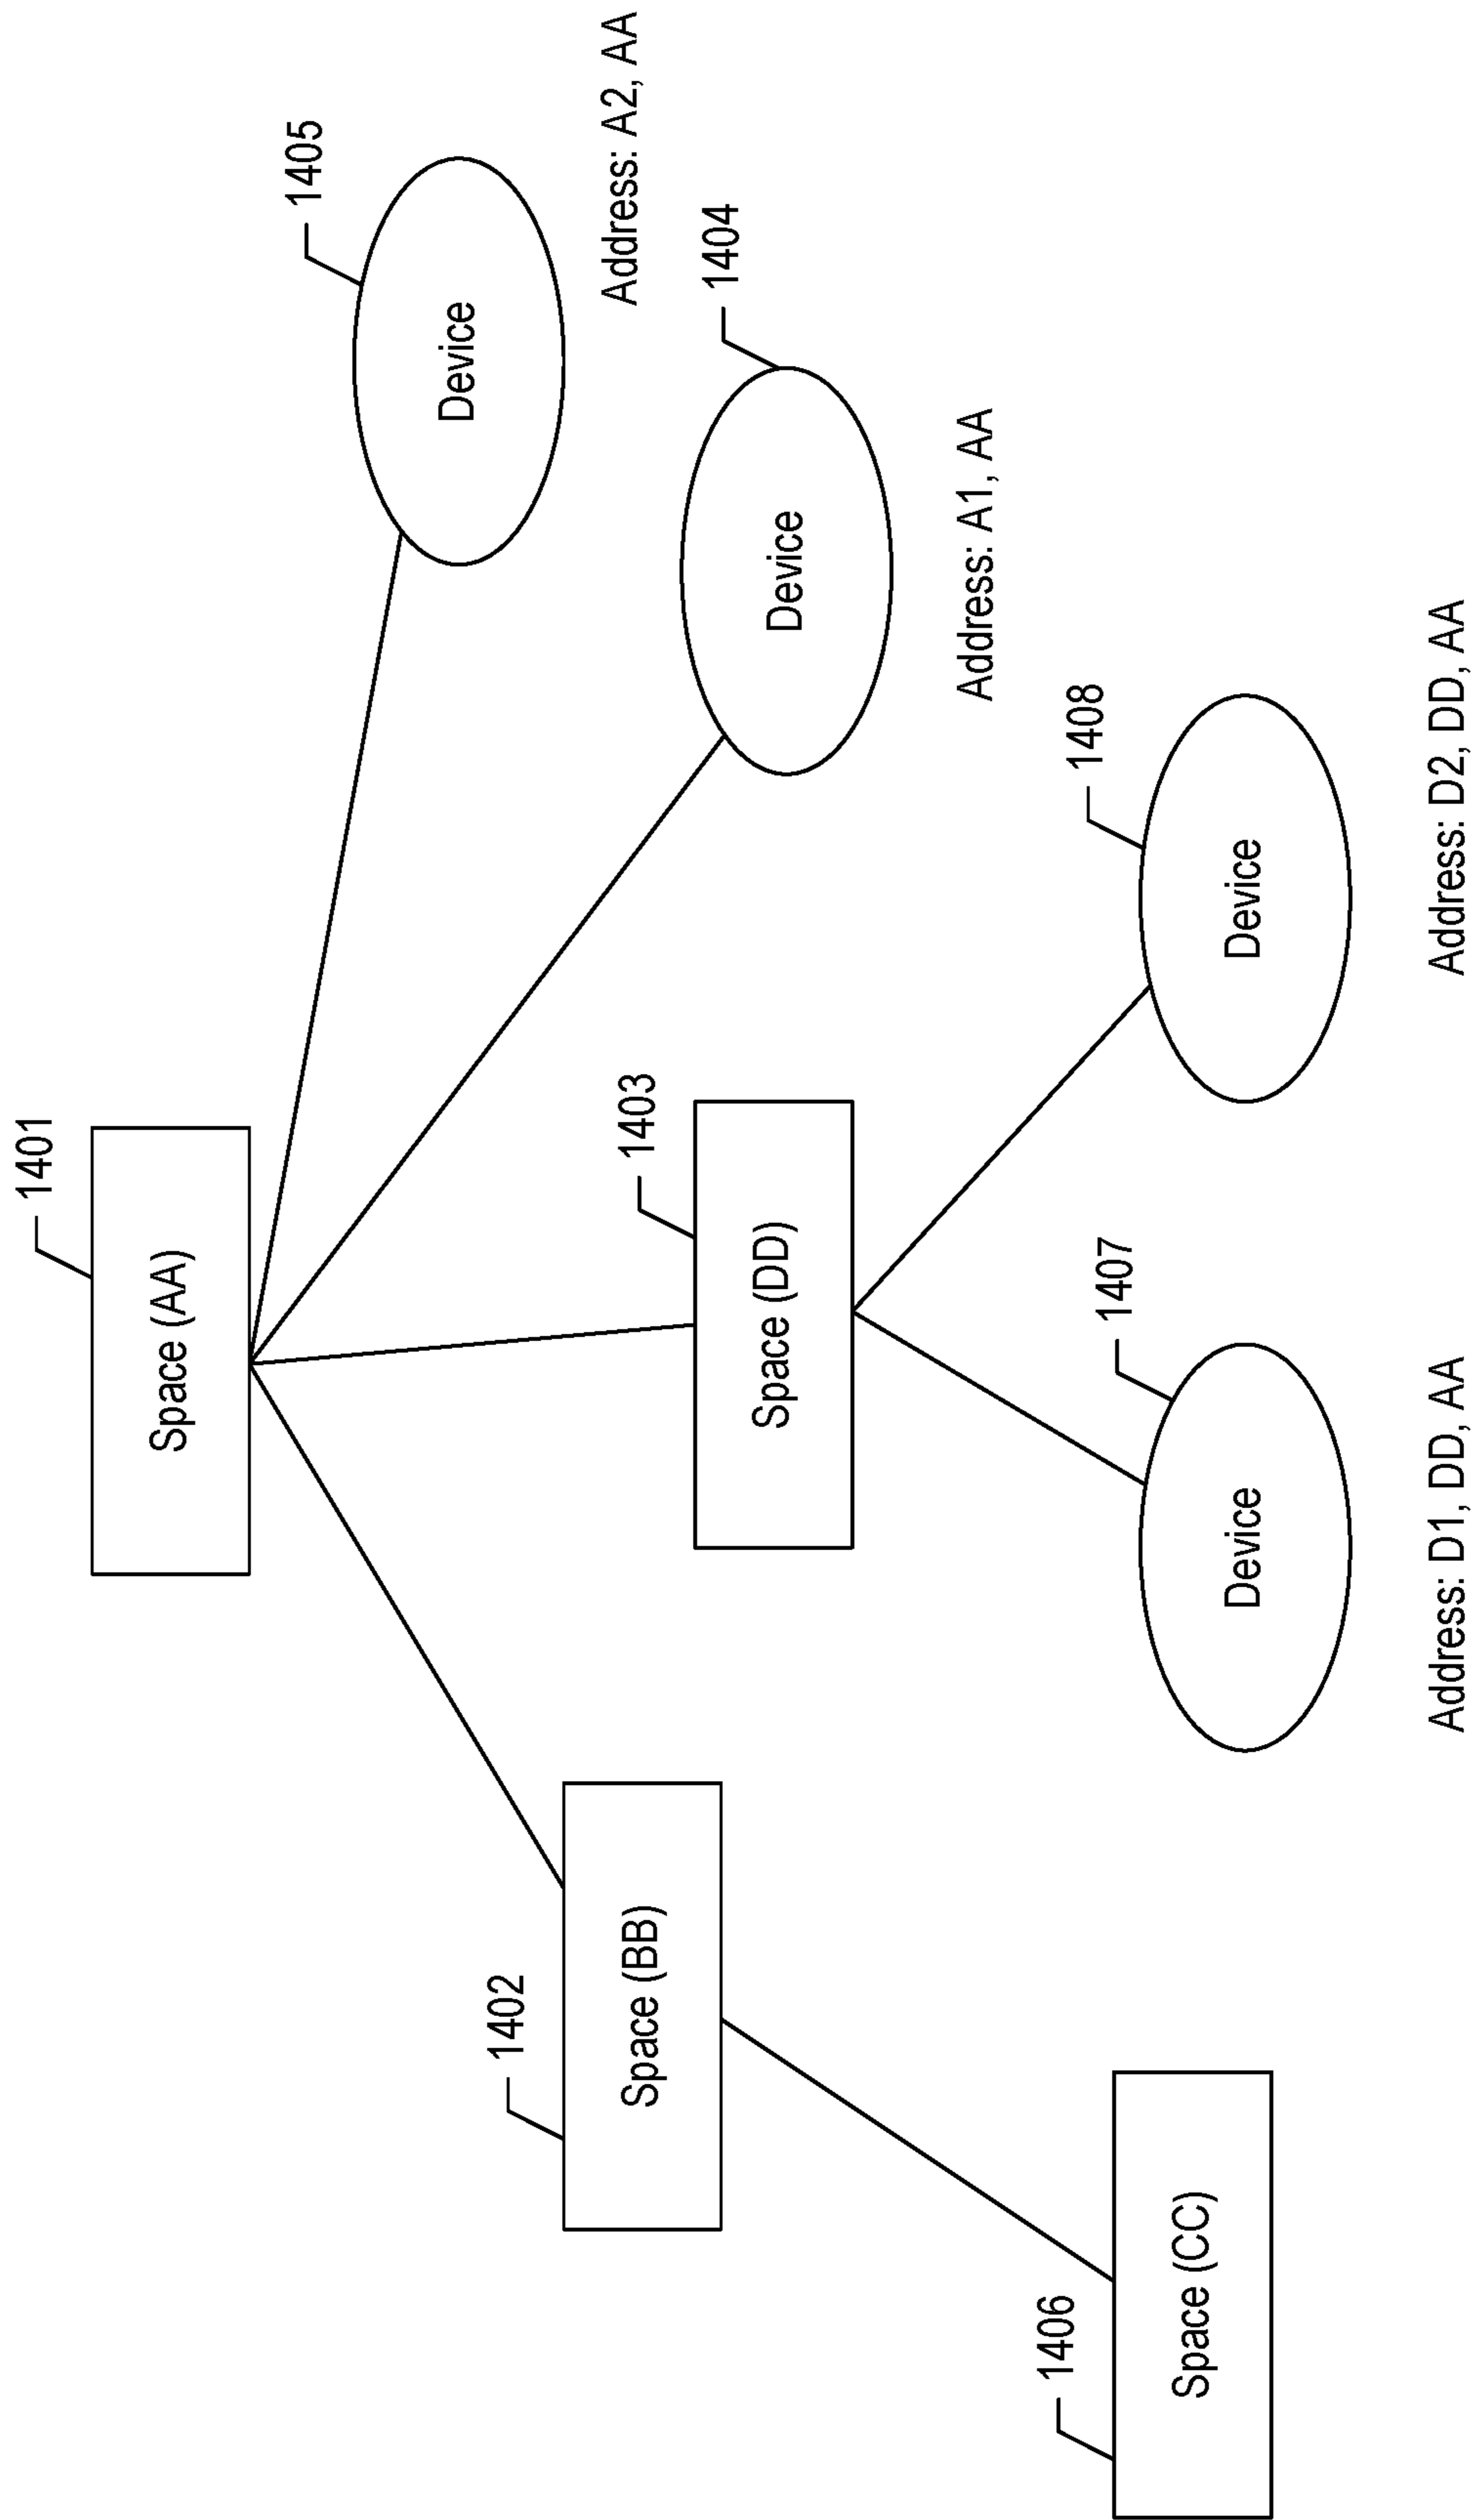 1401
Space (AA)
1405
Device
Address: A2, AA
1402
Space (BB)
1403
Space (DD)
1404
Device
Address: A1, AA
1406
Space (CC)
1407
Device
Address: D1, DD, AA
1408
Device
Address: D2, DD, AA